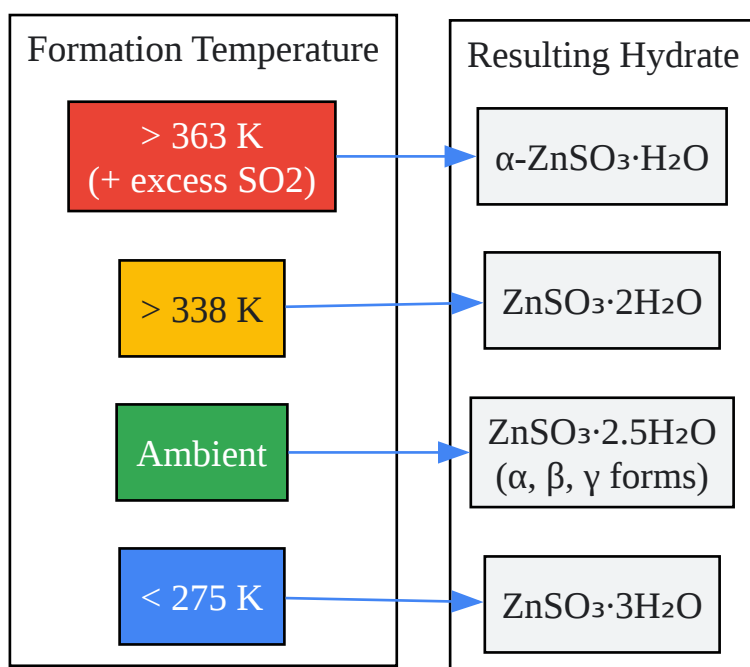 Formation Temperature
Resulting Hydrate
> 363 K
(+ excess SO2)
α-ZnSO₃·H₂O
> 338 K
ZnSO₃·2H₂O
Ambient
ZnSO₃·2.5H₂O
(α, β, γ forms)
< 275 K
ZnSO₃·3H₂O